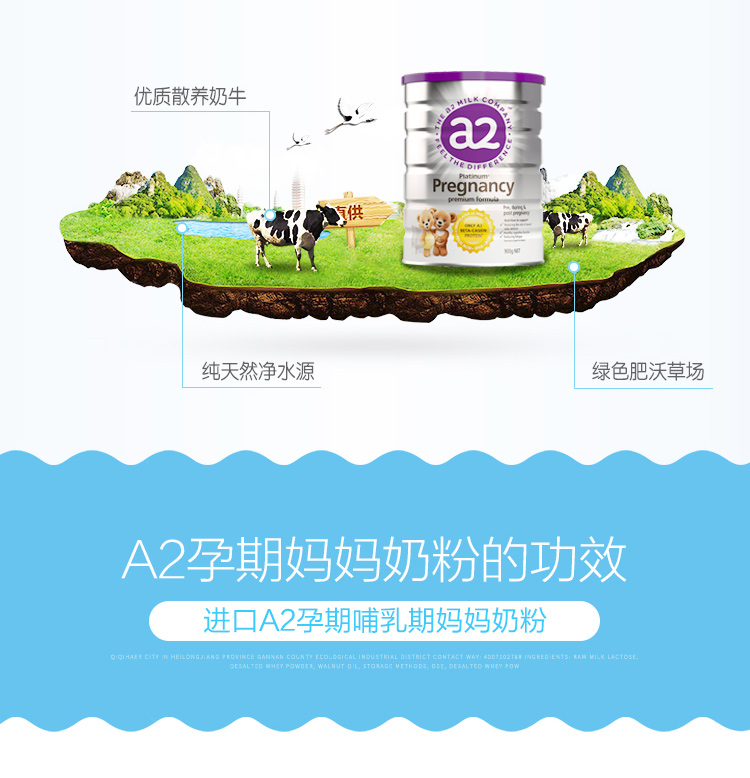 优质散养奶牛
直供
THE a2 MILK COMPANY
a2
FEEL THE DIFFERENCE
Platinum
Pregnancy
premium formula
Pre, during &
post pregnancy
ONLY A2
BETA-CASEIN
PROTEIN
900g NET
纯天然净水源
绿色肥沃草场
A2孕期妈妈奶粉的功效
进口A2孕期哺乳期妈妈奶粉
QIQIHAER CITY IN HEILONGJIANG PROVINCE GANNAN COUNTY ECOLOGICAL INDUSTRIAL DISTRICT CONTACT WAY: 4007102788 INGREDIENTS: RAW MILK LACTOSE,
DESALTED WHEY POWDER, WALNUT OIL, STORAGE METHODS: DZF, DESALTED WHEY POW